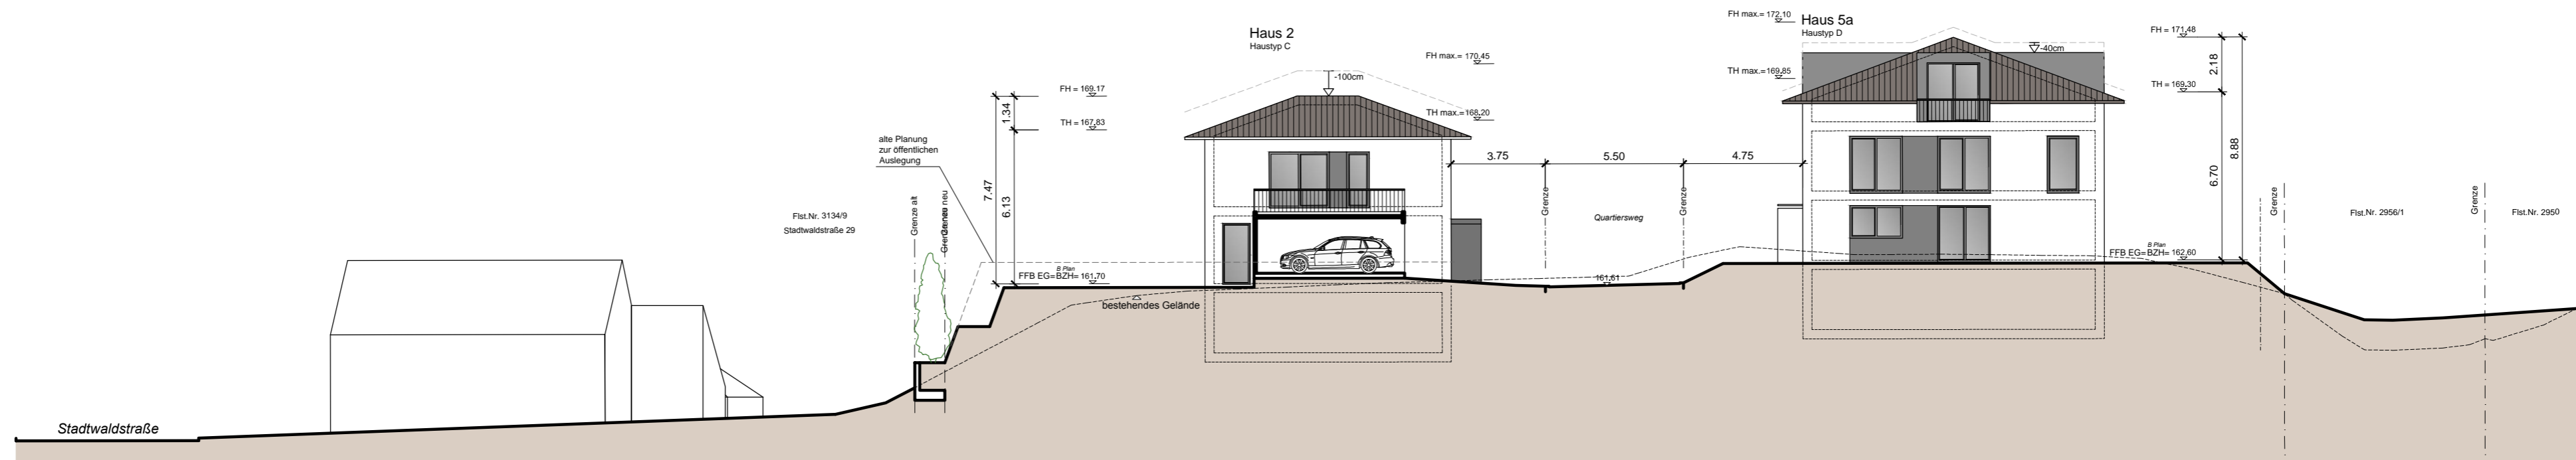 Haus 2
Haustyp C
-100cm
FH = 169.17
TH = 167.83
1.34
7.47
6.13
FH max.= 170.45
TH max.=168.20
alte Planung
zur öffentlichen
Auslegung
Flst.Nr. 3134/9
Stadtwaldstraße 29
Grenze alt
Grenze neu
B Plan
FFB EG=BZH= 161.70
bestehendes Gelände
Stadtwaldstraße
3.75
5.50
4.75
Grenze
Quartiersweg
Grenze
161.61
FH max.= 172.10
Haus 5a
Haustyp D
TH max.=169.85
-40cm
FH = 171.48
TH = 169.30
2.18
8.88
6.70
B Plan
FFB EG=BZH= 162.60
Grenze
Flst.Nr. 2956/1
Grenze
Flst.Nr. 2950